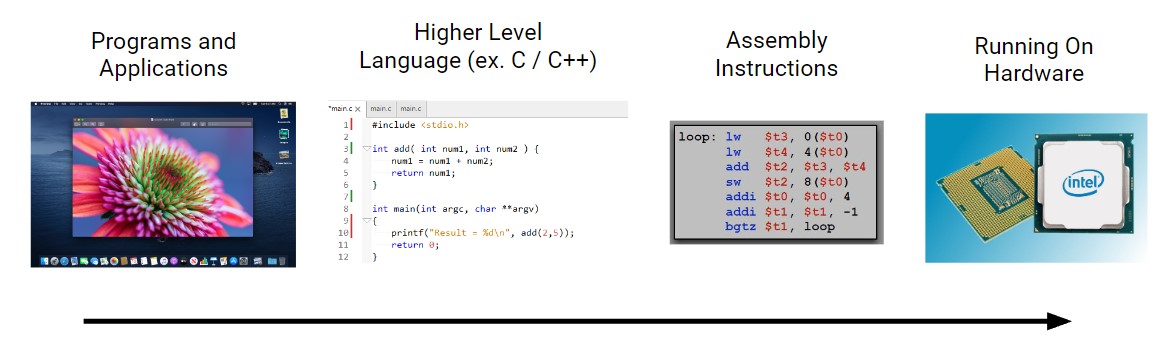 Programs and
Applications
Higher Level
Language (ex. C / C++)
Assembly
Instructions
Running On
Hardware
*main.c x main.c main.c
1 #include <stdio.h>
2
3 int add( int num1, int num2 ) {
4 num1 = num1 + num2;
5 return num1;
6 }
7
8 int main(int argc, char **argv)
9 {
10 printf("Result = %d\n", add(2,5));
11 return 0;
12 }
loop: lw $t3, 0($t0)
lw $t4, 4($t0)
add $t2, $t3, $t4
sw $t2, 8($t0)
addi $t0, $t0, 4
addi $t1, $t1, -1
bgtz $t1, loop
intel